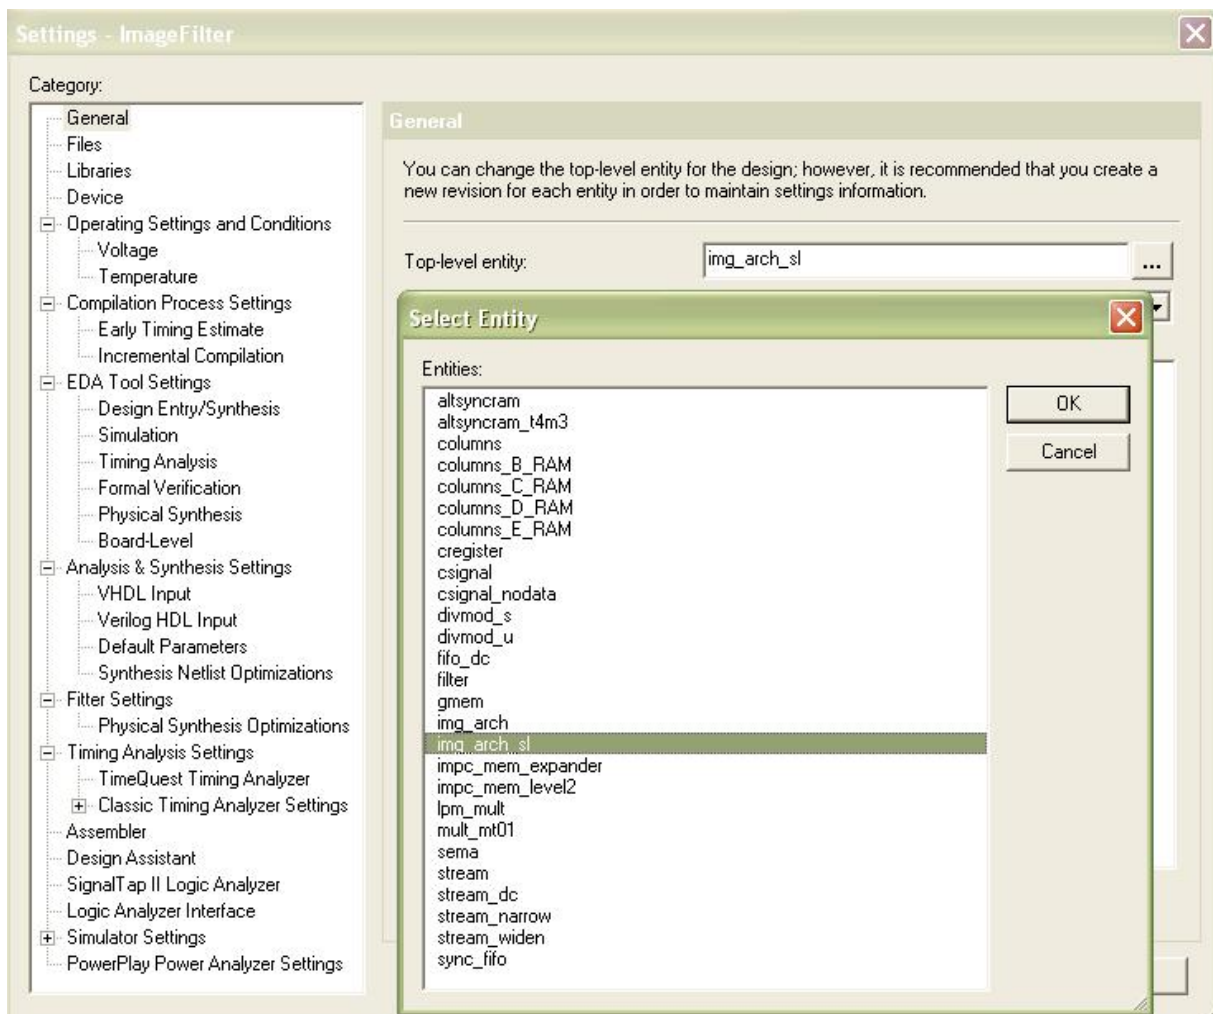 Settings - ImageFilter
Category:
General
Files
Libraries
Device
Operating Settings and Conditions
Voltage
Temperature
Compilation Process Settings
Early Timing Estimate
Incremental Compilation
EDA Tool Settings
Design Entry/Synthesis
Simulation
Timing Analysis
Formal Verification
Physical Synthesis
Board-Level
Analysis & Synthesis Settings
VHDL Input
Verilog HDL Input
Default Parameters
Synthesis Netlist Optimizations
Fitter Settings
Physical Synthesis Optimizations
Timing Analysis Settings
TimeQuest Timing Analyzer
Classic Timing Analyzer Settings
Assembler
Design Assistant
SignalTap II Logic Analyzer
Logic Analyzer Interface
Simulator Settings
PowerPlay Power Analyzer Settings
General
You can change the top-level entity for the design; however, it is recommended that you create a
new revision for each entity in order to maintain settings information.
Top-level entity: img_arch_sl ...
Select Entity
Entities:
altsyncram
altsyncram_t4m3
columns
columns_B_RAM
columns_C_RAM
columns_D_RAM
columns_E_RAM
cregister
csignal
csignal_nodata
divmod_s
divmod_u
fifo_dc
filter
gmem
img_arch
img_arch_sl
impc_mem_expander
impc_mem_level2
lpm_mult
mult_mt01
sema
stream
stream_dc
stream_narrow
stream_widen
sync_fifo
OK
Cancel